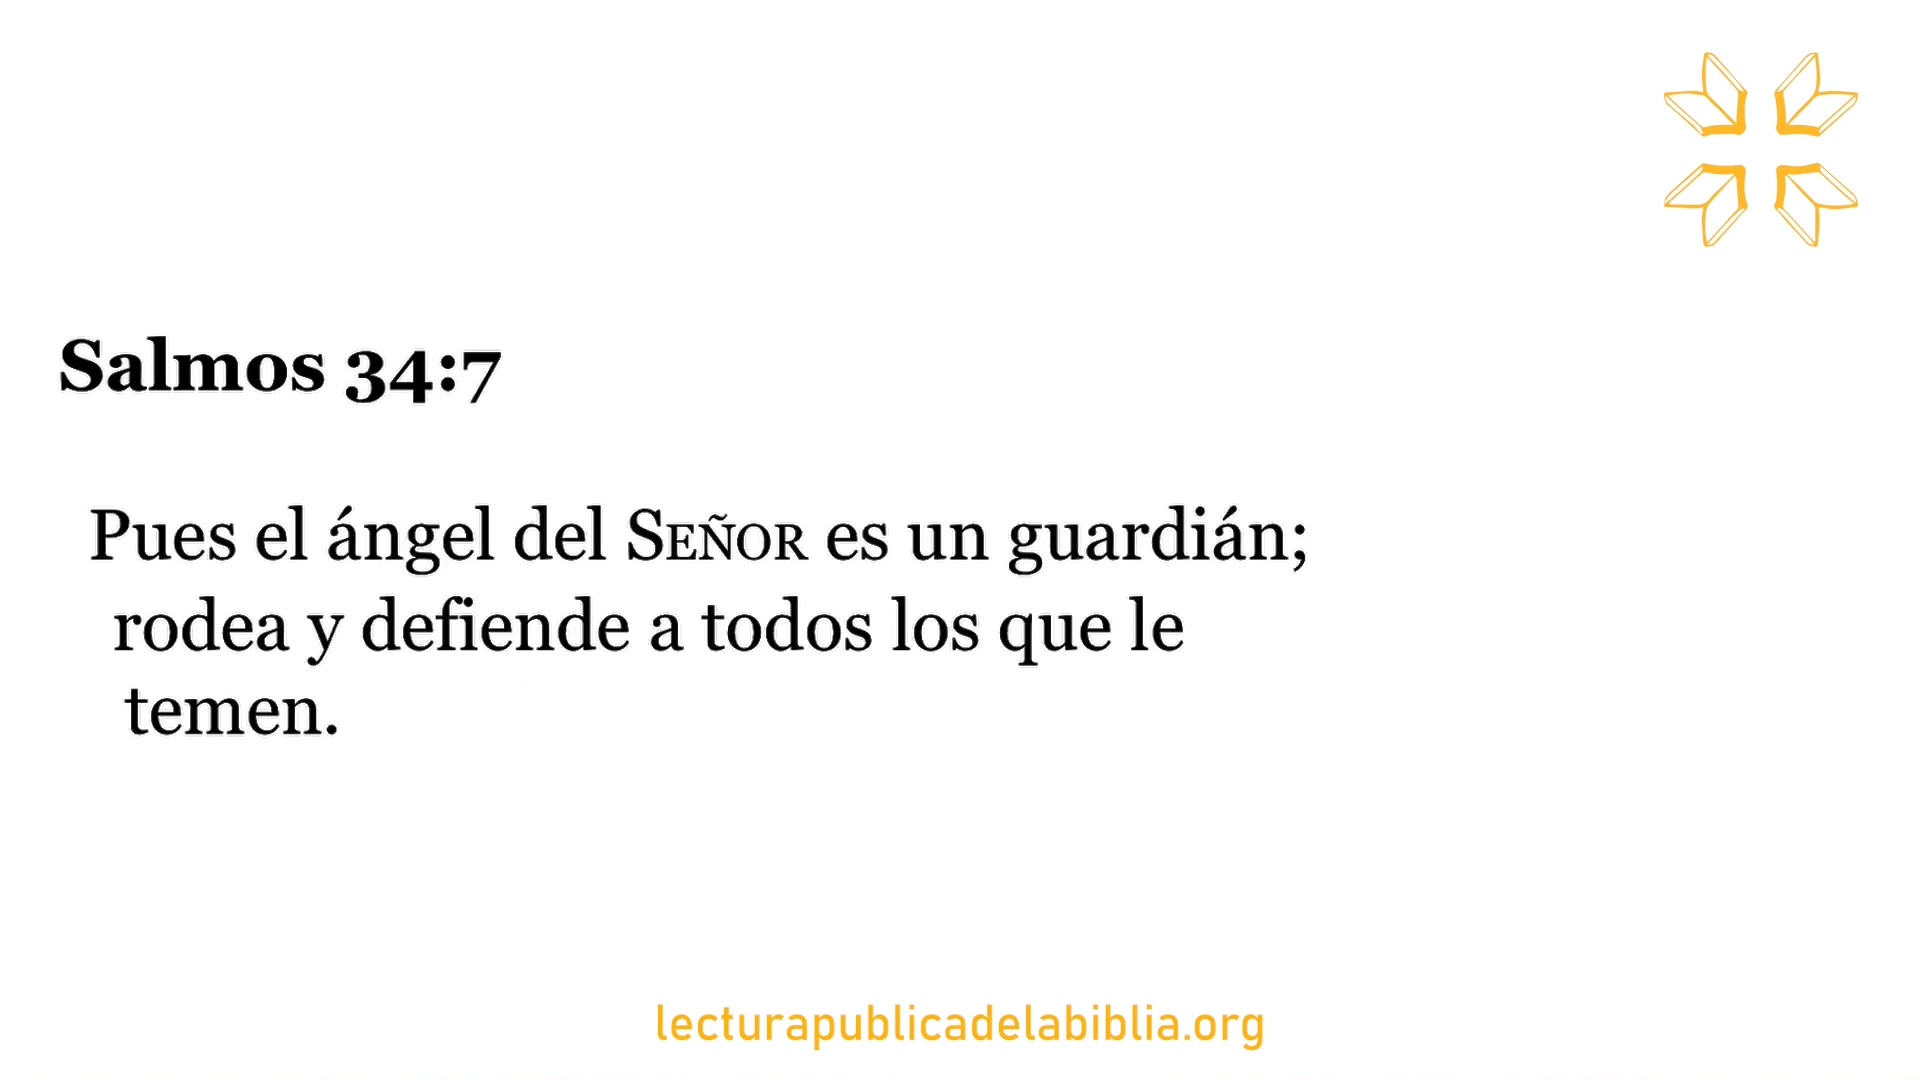 Salmos 34:7
Pues el ángel del SEÑOR es un guardián;
rodea y defiende a todos los que le
temen.
lecturapublicadelabiblia.org